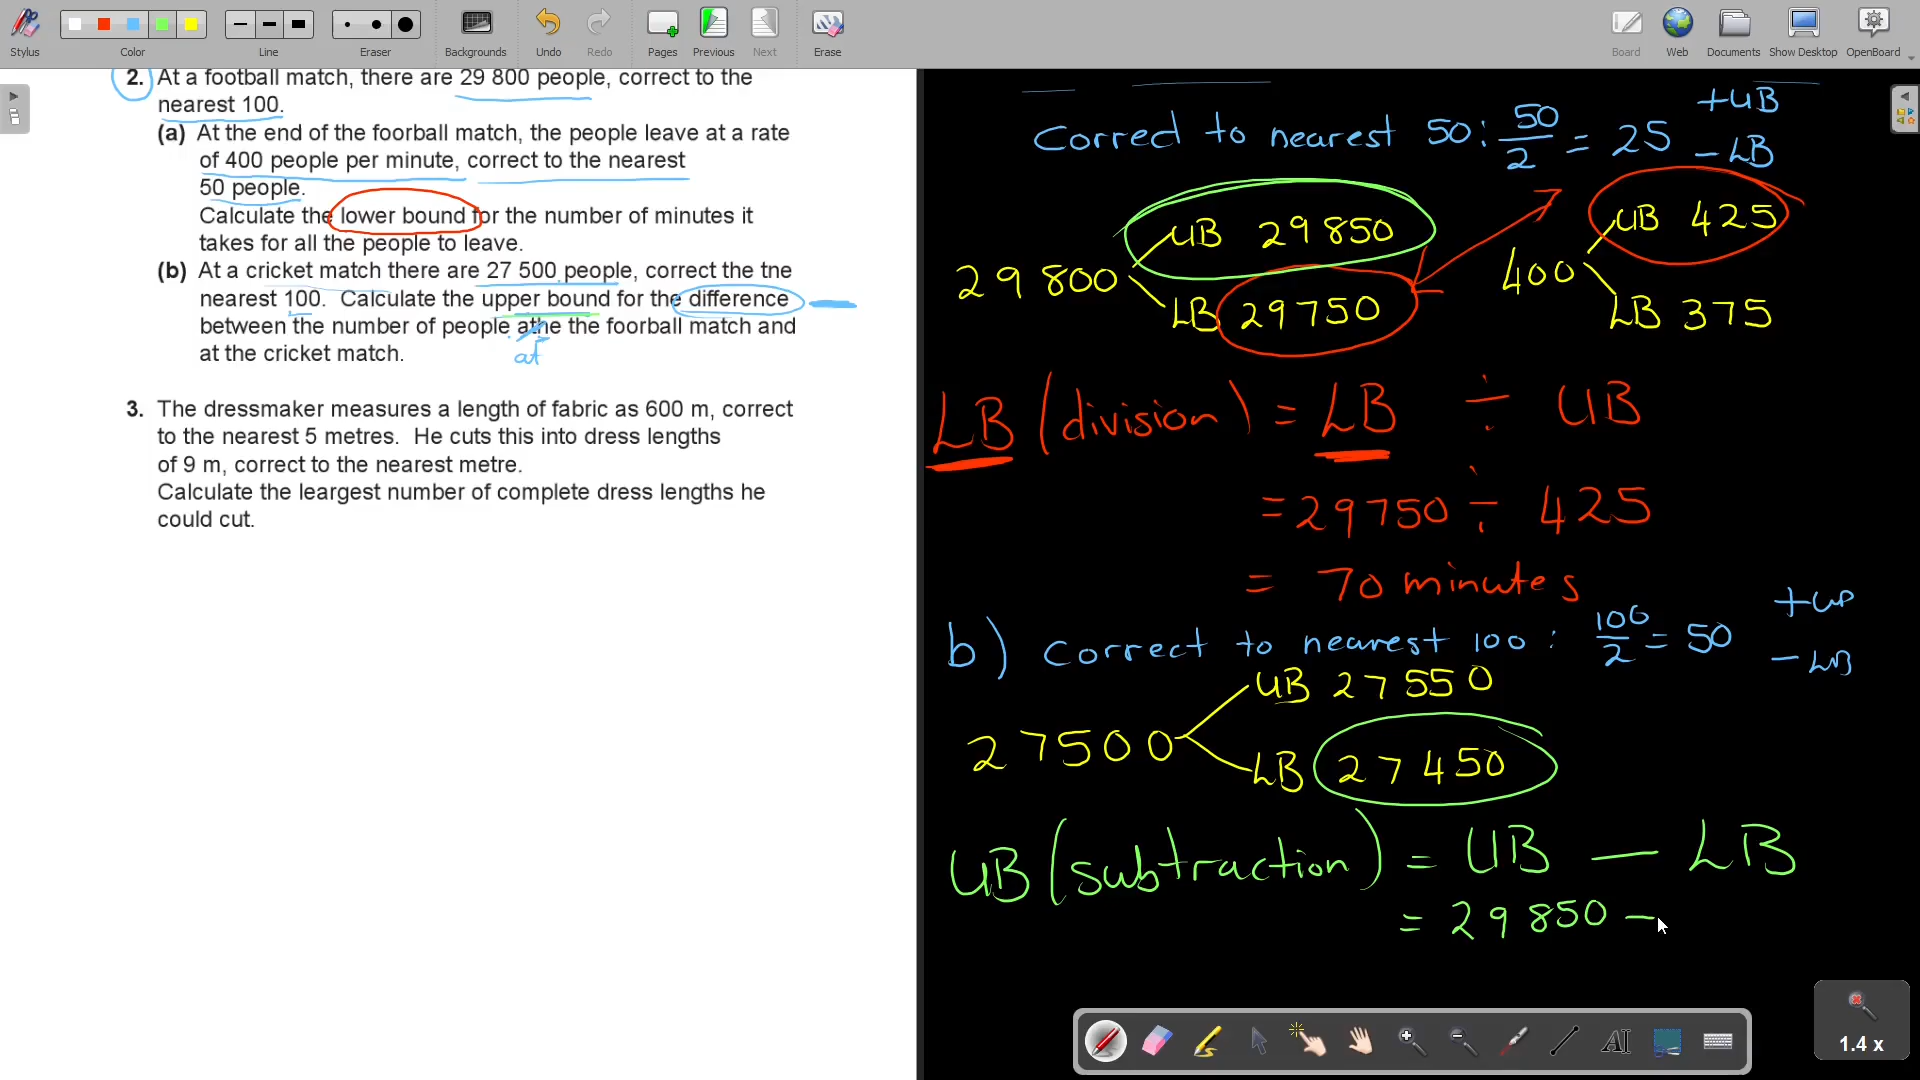 Stylus
Color
Line
Eraser
Backgrounds
Undo
Redo
Pages
Previous
Next
Erase
Board
Web
Documents
Show Desktop
OpenBoard
2. At a football match, there are 29 800 people, correct to the
nearest 100.
(a) At the end of the foorball match, the people leave at a rate
of 400 people per minute, correct to the nearest
50 people.
Calculate the lower bound for the number of minutes it
takes for all the people to leave.
(b) At a cricket match there are 27 500 people, correct the tne
nearest 100. Calculate the upper bound for the difference
between the number of people athe the foorball match and
at
at the cricket match.
3. The dressmaker measures a length of fabric as 600 m, correct
to the nearest 5 metres. He cuts this into dress lengths
of 9 m, correct to the nearest metre.
Calculate the leargest number of complete dress lengths he
could cut.
Correct to nearest 50: 50/2 = 25 +UB
-LB
UB 29850
29800
LB 29750
UB 425
400
LB 375
LB (division) = LB ÷ UB
= 29750 ÷ 425
= 70 minutes
b) Correct to nearest 100: 100/2 = 50 +UP
-LB
UB 27550
27500
LB 27450
UB (subtraction) = UB - LB
= 29850 -
1.4 x